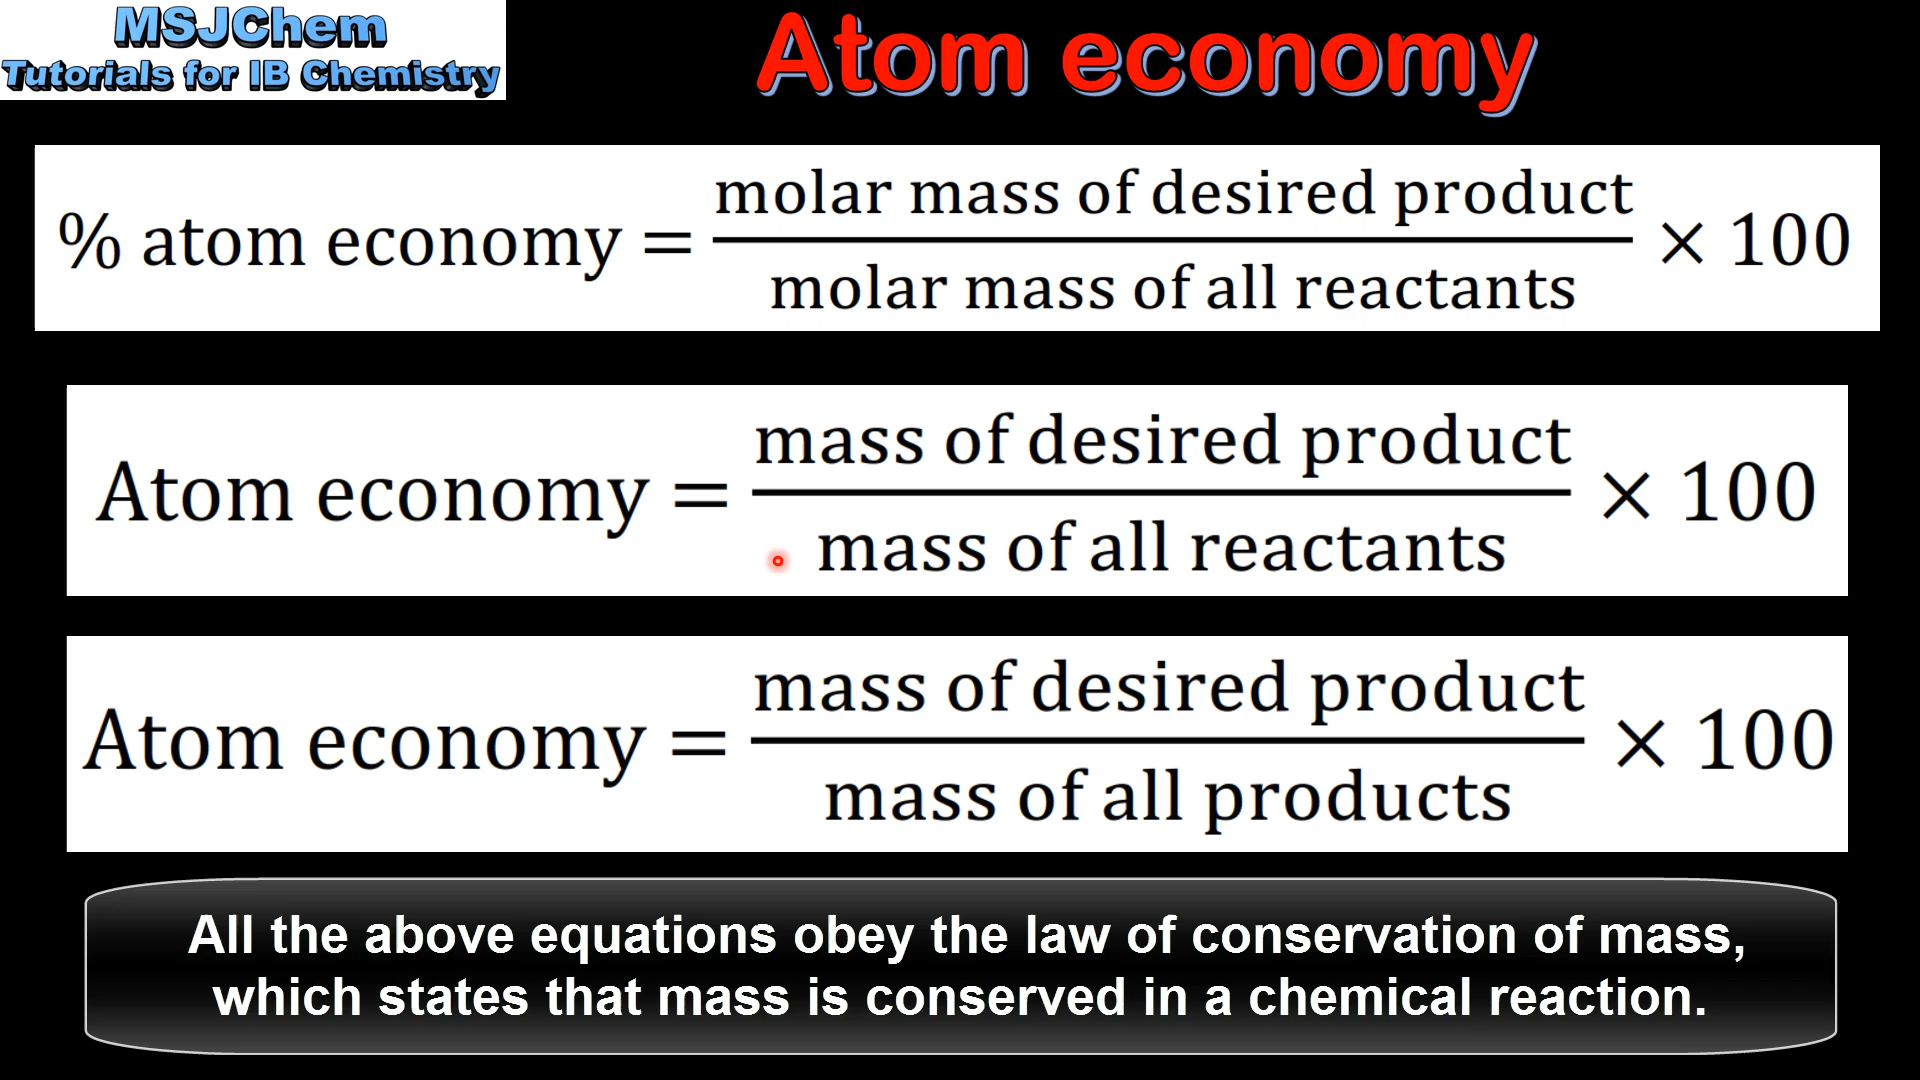 MSJChem
Tutorials for IB Chemistry
Atom economy
% atom economy = molar mass of desired product / molar mass of all reactants × 100
Atom economy = mass of desired product / mass of all reactants × 100
Atom economy = mass of desired product / mass of all products × 100
All the above equations obey the law of conservation of mass,
which states that mass is conserved in a chemical reaction.